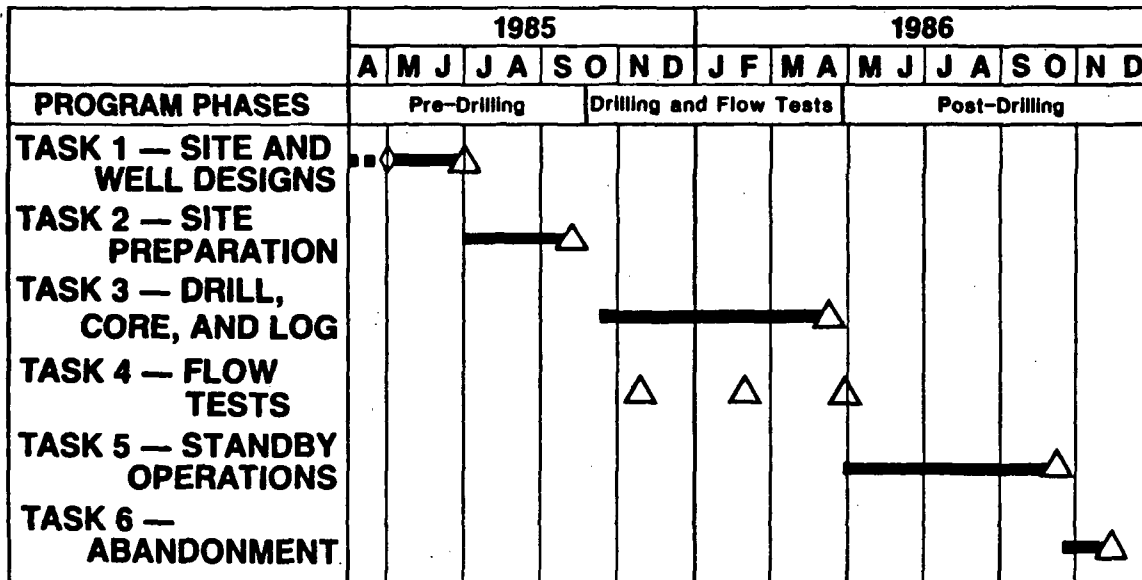 1985 1986
A M J J A S O N D J F M A M J J A S O N D
PROGRAM PHASES Pre-Drilling Drilling and Flow Tests Post-Drilling
TASK 1 — SITE AND
WELL DESIGNS
TASK 2 — SITE
PREPARATION
TASK 3 — DRILL,
CORE, AND LOG
TASK 4 — FLOW
TESTS
TASK 5 — STANDBY
OPERATIONS
TASK 6 —
ABANDONMENT